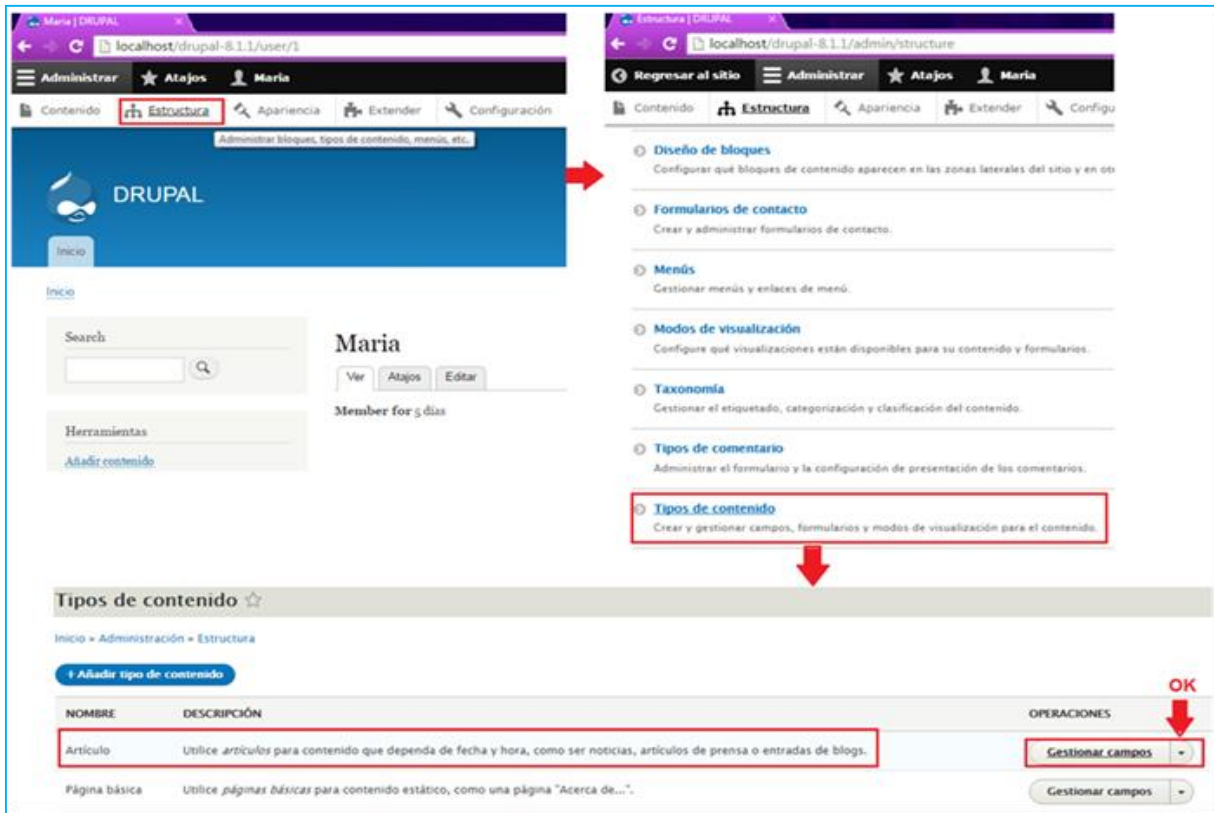 Maria | DRUPAL
localhost/drupal-8.1.1/user/1
Administrar Atajos Maria
Contenido Estructura Apariencia Extender Configuración
Administrar bloques, tipos de contenido, menús, etc.
DRUPAL
Inicio
Inicio
Search
Herramientas
Añadir contenido
Maria
Ver Atajos Editar
Member for 5 días
Estructura | DRUPAL
localhost/drupal-8.1.1/admin/structure
Regresar al sitio Administrar Atajos Maria
Contenido Estructura Apariencia Extender Configu
Diseño de bloques
Configurar qué bloques de contenido aparecen en las zonas laterales del sitio y en otr
Formularios de contacto
Crear y administrar formularios de contacto.
Menús
Gestionar menús y enlaces de menú.
Modos de visualización
Configure qué visualizaciones están disponibles para su contenido y formularios.
Taxonomía
Gestionar el etiquetado, categorización y clasificación del contenido.
Tipos de comentario
Administrar el formulario y la configuración de presentación de los comentarios.
Tipos de contenido
Crear y gestionar campos, formularios y modos de visualización para el contenido.
Tipos de contenido
Inicio » Administración » Estructura
+ Añadir tipo de contenido
OK
NOMBRE DESCRIPCIÓN OPERACIONES
Artículo Utilice artículos para contenido que dependa de fecha y hora, como ser noticias, artículos de prensa o entradas de blogs. Gestionar campos
Página básica Utilice páginas básicas para contenido estático, como una página "Acerca de...". Gestionar campos